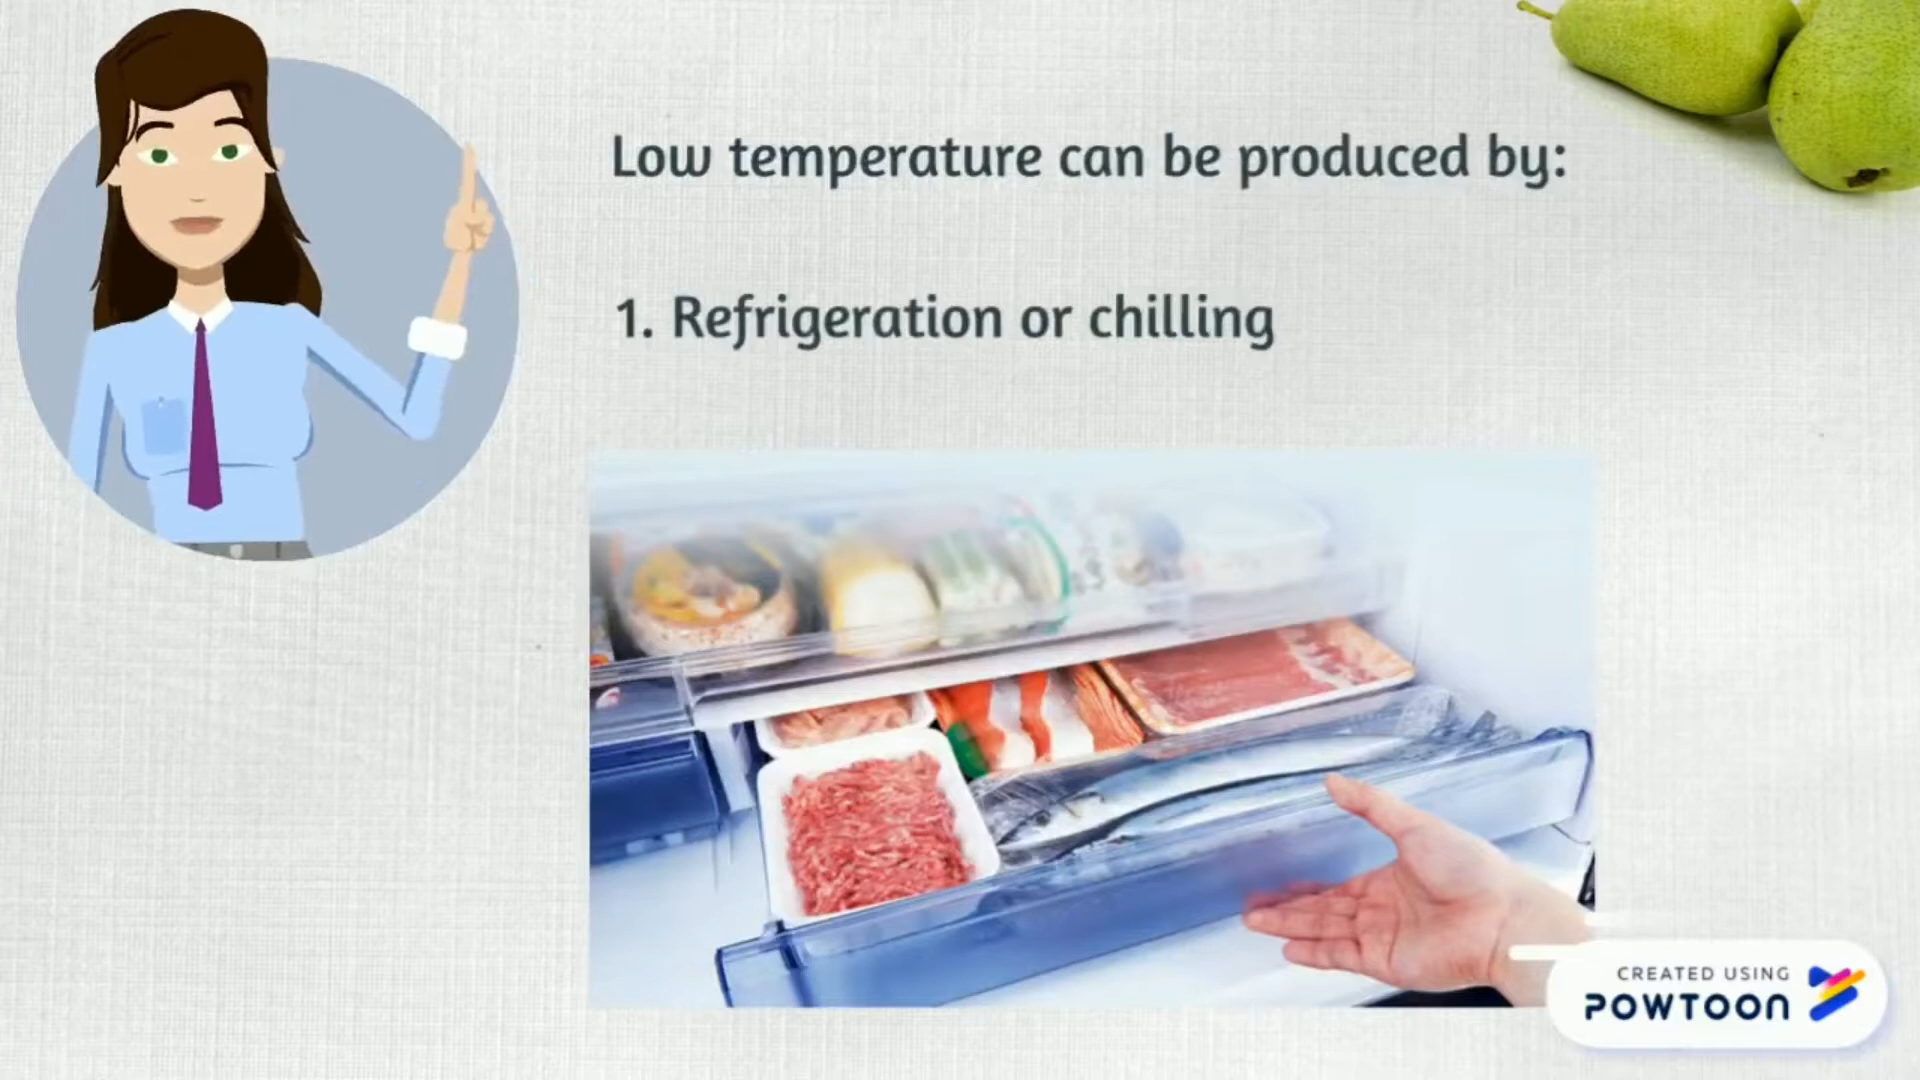 Low temperature can be produced by:
1. Refrigeration or chilling
CREATED USING
POWTOON